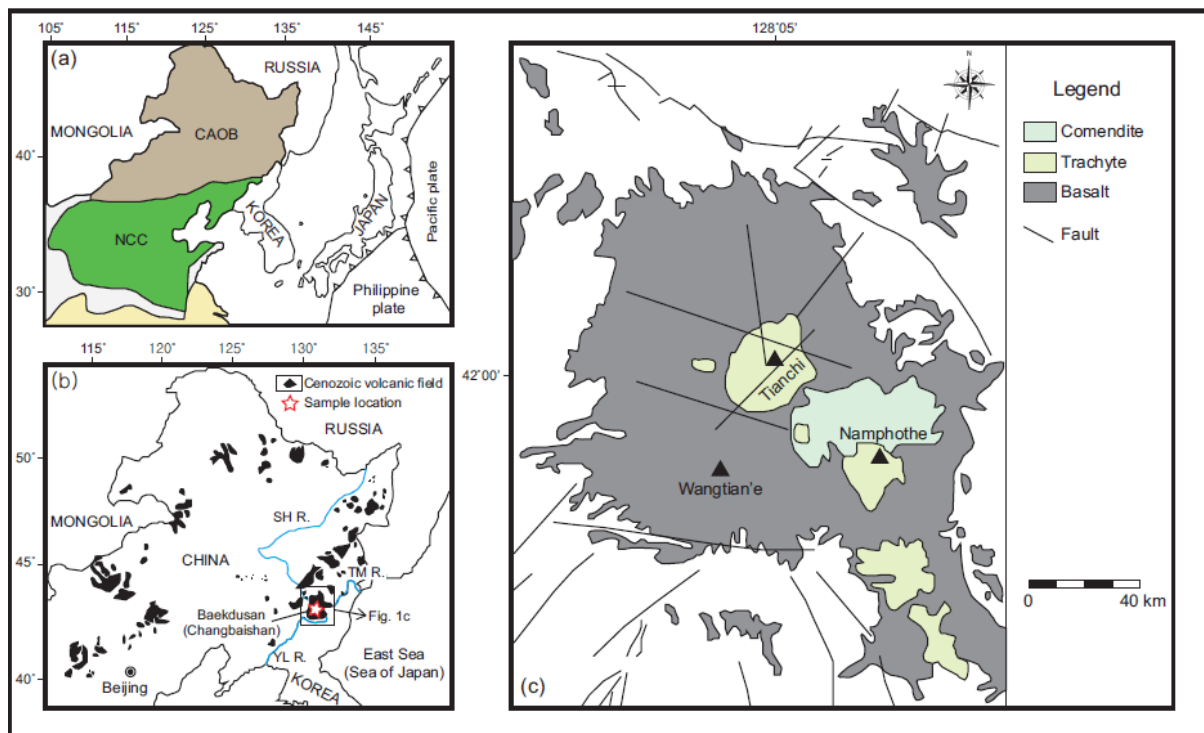 105
115
125
135
145
(a)
RUSSIA
MONGOLIA
CAOB
40°
KOREA
JAPAN
Pacific plate
NCC
30°
Philippine
plate
115°
120°
125°
130°
135°
(b)
Cenozoic volcanic field
Sample location
RUSSIA
50°
SH R.
MONGOLIA
CHINA
45°
TM R.
Baekdusan
(Changbaishan)
Fig. 1c
East Sea
(Sea of Japan)
YL R.
Beijing
40°
KOREA
128°05'
N
42°00'
Tianchi
Namphothe
Wangtian'e
(c)
Legend
Comendite
Trachyte
Basalt
Fault
0
40 km